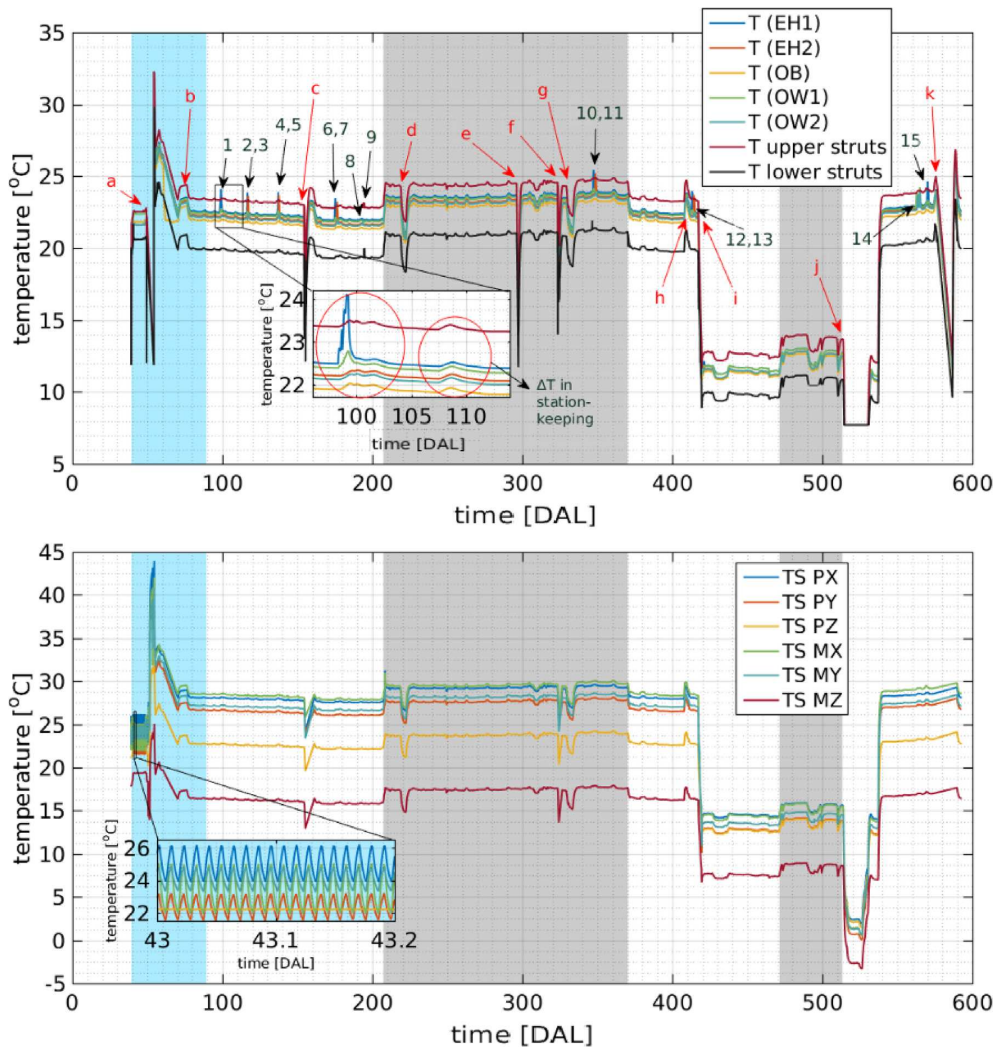 35
30
25
20
15
10
5
temperature [°C]
0
100
200
300
400
500
600
time [DAL]
T (EH1)
T (EH2)
T (OB)
T (OW1)
T (OW2)
T upper struts
T lower struts
a
b
1
2,3
4,5
c
6,7
8
9
d
e
f
g
10,11
h
12,13
i
j
14
15
k
24
23
22
temperature [°C]
100
105
110
time [DAL]
ΔT in
station-
keeping
45
40
35
30
25
20
15
10
5
0
-5
temperature [°C]
0
100
200
300
400
500
600
time [DAL]
TS PX
TS PY
TS PZ
TS MX
TS MY
TS MZ
26
24
22
temperature [°C]
43
43.1
43.2
time [DAL]